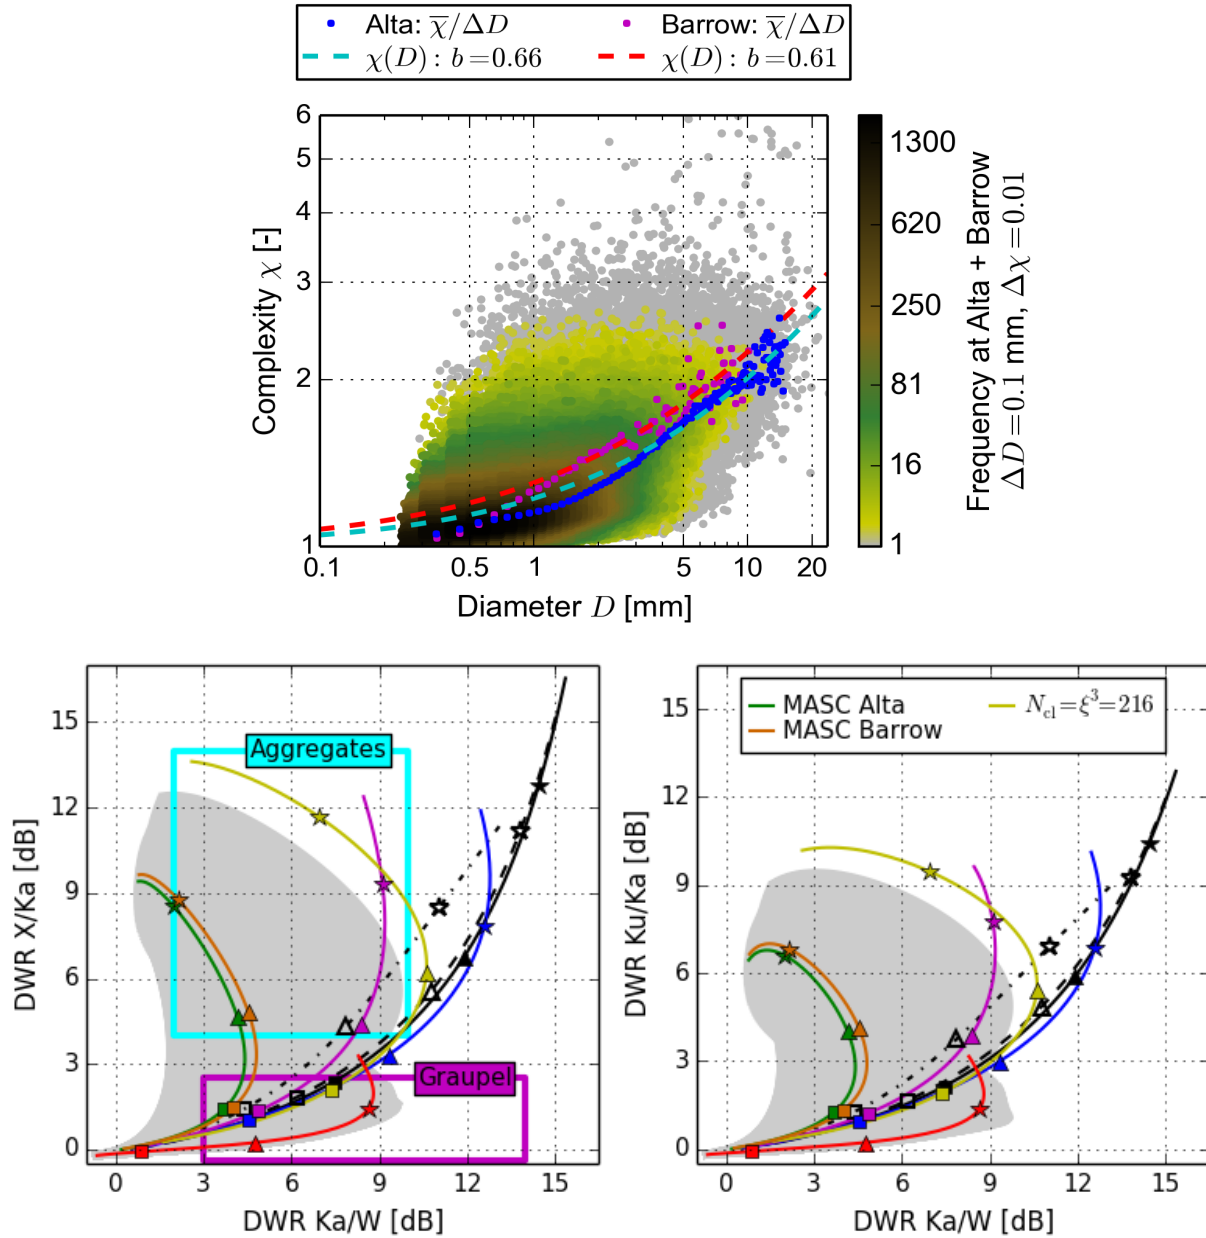 Alta: χ̅/ΔD
Barrow: χ̅/ΔD
χ(D): b=0.66
χ(D): b=0.61
6
5
4
3
2
1
Complexity χ [-]
0.1
0.5
1
5
10
20
Diameter D [mm]
1300
620
250
81
16
1
Frequency at Alta + Barrow
ΔD=0.1 mm, Δχ=0.01
Aggregates
Graupel
15
12
9
6
3
0
DWR X/Ka [dB]
0
3
6
9
12
15
DWR Ka/W [dB]
MASC Alta
MASC Barrow
N_cl=ξ³=216
15
12
9
6
3
0
DWR Ku/Ka [dB]
0
3
6
9
12
15
DWR Ka/W [dB]